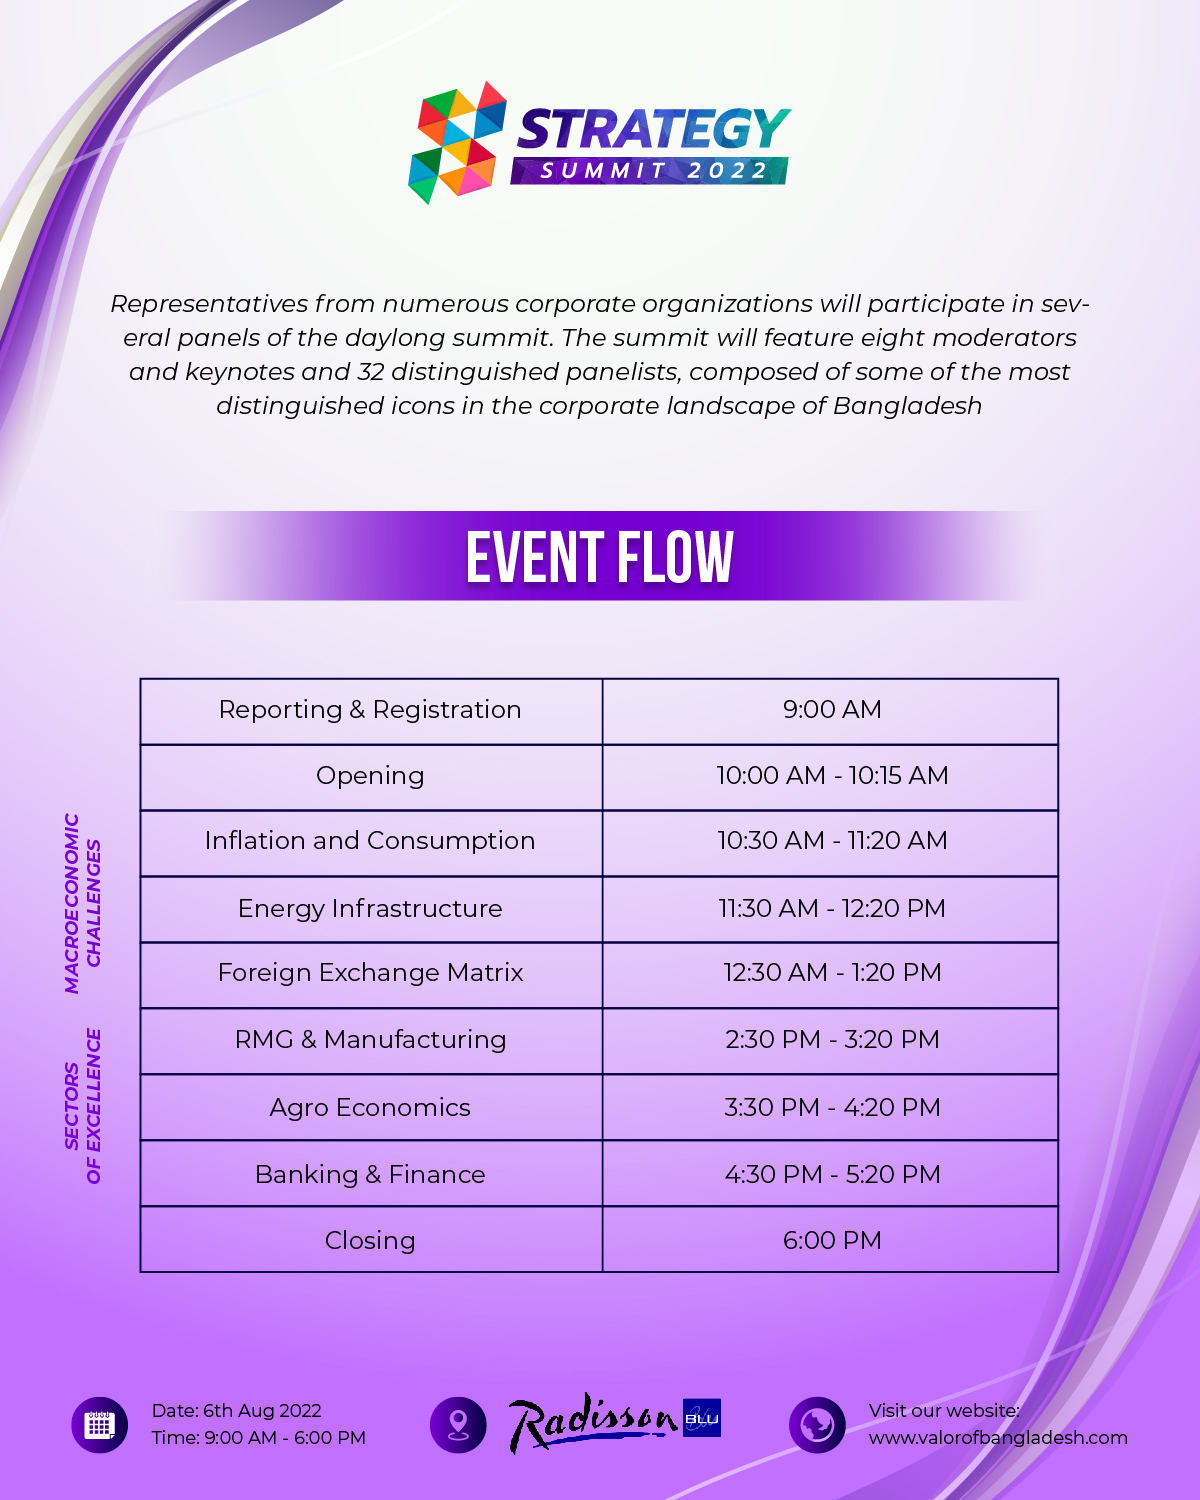 STRATEGY
SUMMIT 2022
Representatives from numerous corporate organizations will participate in sev-
eral panels of the daylong summit. The summit will feature eight moderators
and keynotes and 32 distinguished panelists, composed of some of the most
distinguished icons in the corporate landscape of Bangladesh
EVENT FLOW
Reporting & Registration 9:00 AM
Opening 10:00 AM - 10:15 AM
MACROECONOMIC
CHALLENGES
Inflation and Consumption 10:30 AM - 11:20 AM
Energy Infrastructure 11:30 AM - 12:20 PM
Foreign Exchange Matrix 12:30 AM - 1:20 PM
SECTORS
OF EXCELLENCE
RMG & Manufacturing 2:30 PM - 3:20 PM
Agro Economics 3:30 PM - 4:20 PM
Banking & Finance 4:30 PM - 5:20 PM
Closing 6:00 PM
Date: 6th Aug 2022
Time: 9:00 AM - 6:00 PM
Radisson BLU
Visit our website:
www.valorofbangladesh.com